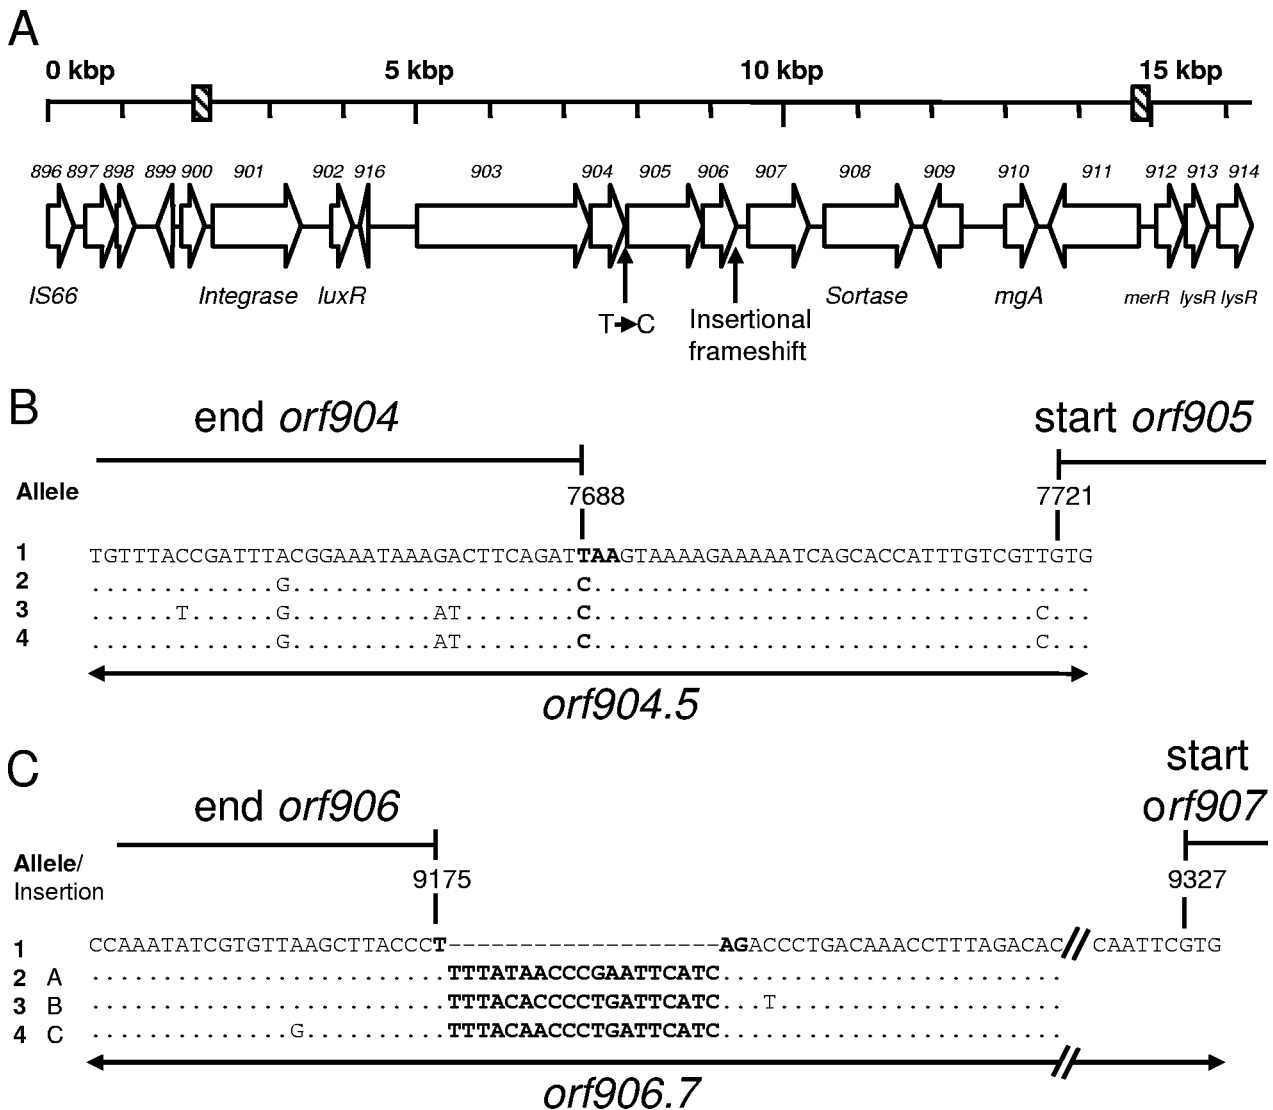 A
0 kbp 5 kbp 10 kbp 15 kbp
896 897 898 899 900 901 902 916 903 904 905 906 907 908 909 910 911 912 913 914
IS66 Integrase luxR Sortase mgA merR lysR lysR
T→C Insertional
frameshift
B
end orf904 start orf905
Allele 7688 7721
1 TGTTTACCGATTTACGGAAATAAAGACTTCAGATTAAGTAAAAGAAAAATCAGCACCATTTGTCGTTGTG
2 .............G....................C...................................
3 ......T......G..........AT........C...............................C...
4 .............G..........AT........C...............................C...
orf904.5
C
start
end orf906 orf907
Allele/
Insertion 9175 9327
1 CCAAATATCGTGTTAAGCTTACCCT-------------------AGACCCTGACAAACCTTTAGACAC // CAATTCGTG
2 A .........................TTTATAACCCGAATTCATC........................
3 B .........................TTTACACCCCTGATTCATC...T....................
4 C ..............G..........TTTACAACCCTGATTCATC........................
orf906.7